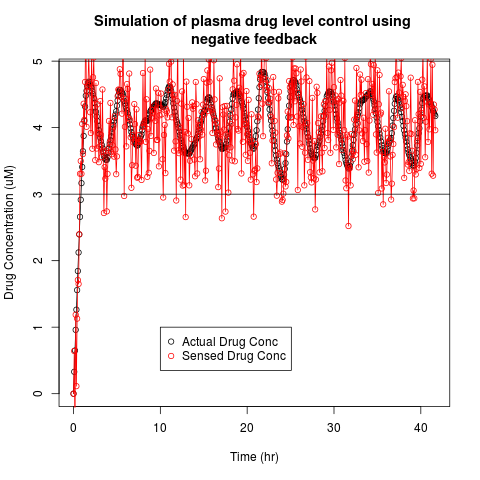 Simulation of plasma drug level control using
negative feedback
Drug Concentration (uM)
5
4
3
2
1
0
Actual Drug Conc
Sensed Drug Conc
0
10
20
30
40
Time (hr)